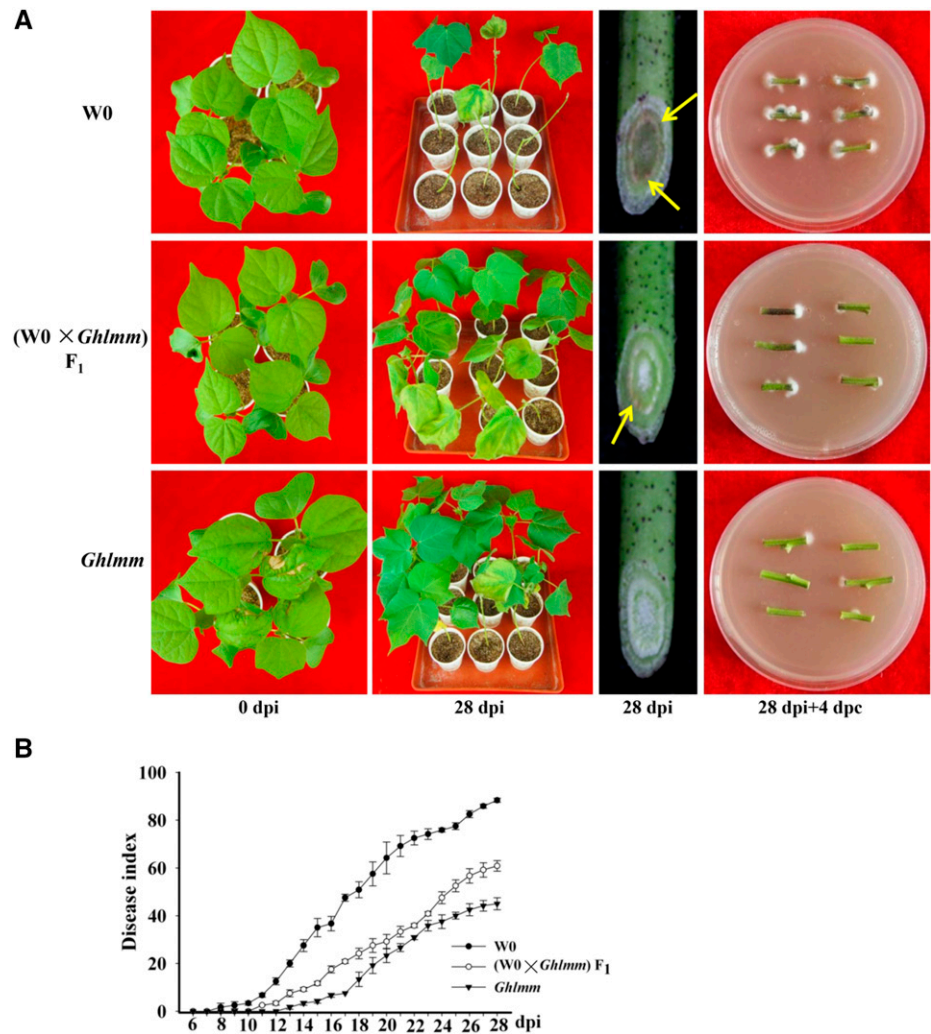 A
W0
(W0 × Ghlmm)
F1
Ghlmm
0 dpi
28 dpi
28 dpi
28 dpi+4 dpc
B
100
80
60
40
20
0
Disease index
W0
(W0 × Ghlmm) F1
Ghlmm
6 8 10 12 14 16 18 20 22 24 26 28 dpi